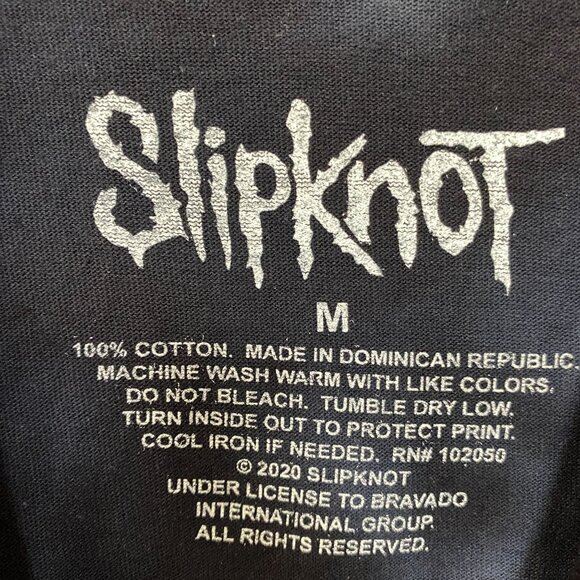 SlipknoT
M
100% COTTON. MADE IN DOMINICAN REPUBLIC.
MACHINE WASH WARM WITH LIKE COLORS.
DO NOT BLEACH. TUMBLE DRY LOW.
TURN INSIDE OUT TO PROTECT PRINT.
COOL IRON IF NEEDED. RN# 102050
© 2020 SLIPKNOT
UNDER LICENSE TO BRAVADO
INTERNATIONAL GROUP.
ALL RIGHTS RESERVED.